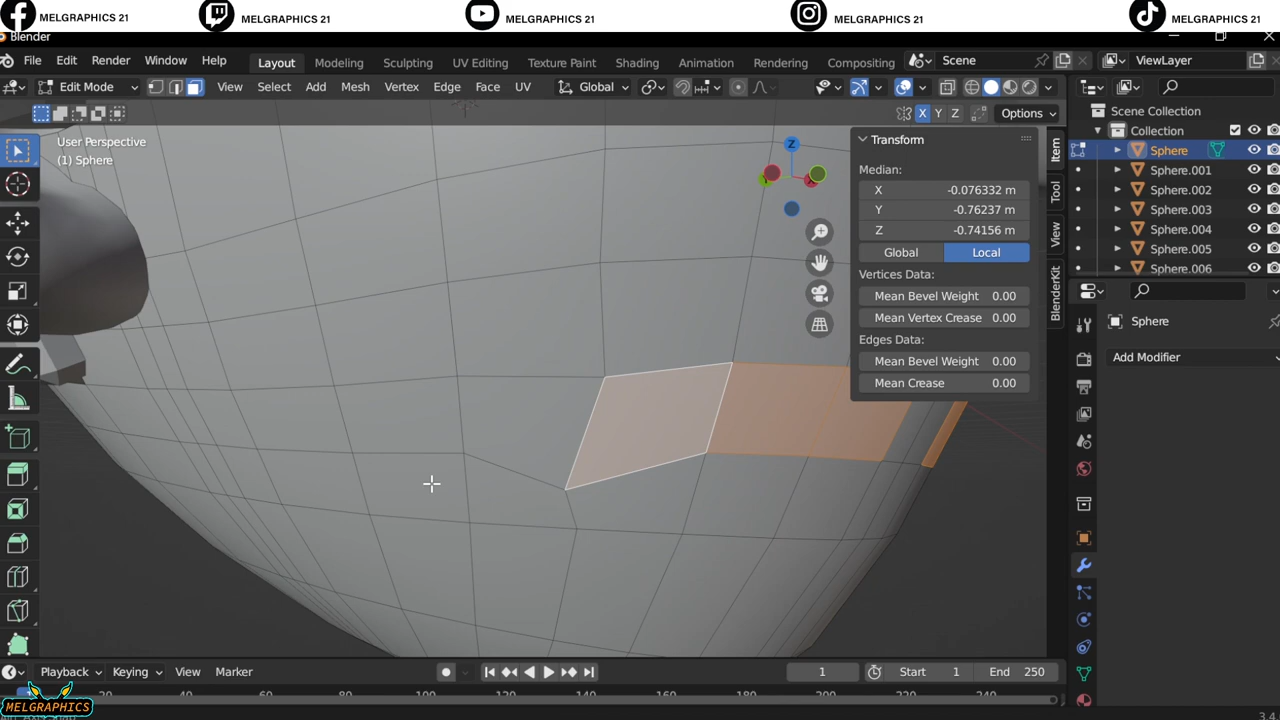 MELGRAPHICS 21 MELGRAPHICS 21 MELGRAPHICS 21 MELGRAPHICS 21 MELGRAPHICS 21
Blender
File Edit Render Window Help Layout Modeling Sculpting UV Editing Texture Paint Shading Animation Rendering Compositing Scene ViewLayer
Edit Mode View Select Add Mesh Vertex Edge Face UV Global
X Y Z Options
User Perspective
(1) Sphere
Z
Transform
Median:
X -0.076332 m
Y -0.76237 m
Z -0.74156 m
Global Local
Vertices Data:
Mean Bevel Weight 0.00
Mean Vertex Crease 0.00
Edges Data:
Mean Bevel Weight 0.00
Mean Crease 0.00
Item
Tool
View
BlenderKit
Scene Collection
Collection
Sphere
Sphere.001
Sphere.002
Sphere.003
Sphere.004
Sphere.005
Sphere.006
Sphere
Add Modifier
Playback Keying View Marker 1 Start 1 End 250
20 40 60 80 100 120 140 160 180 200 220 240
MELGRAPHICS
3.4